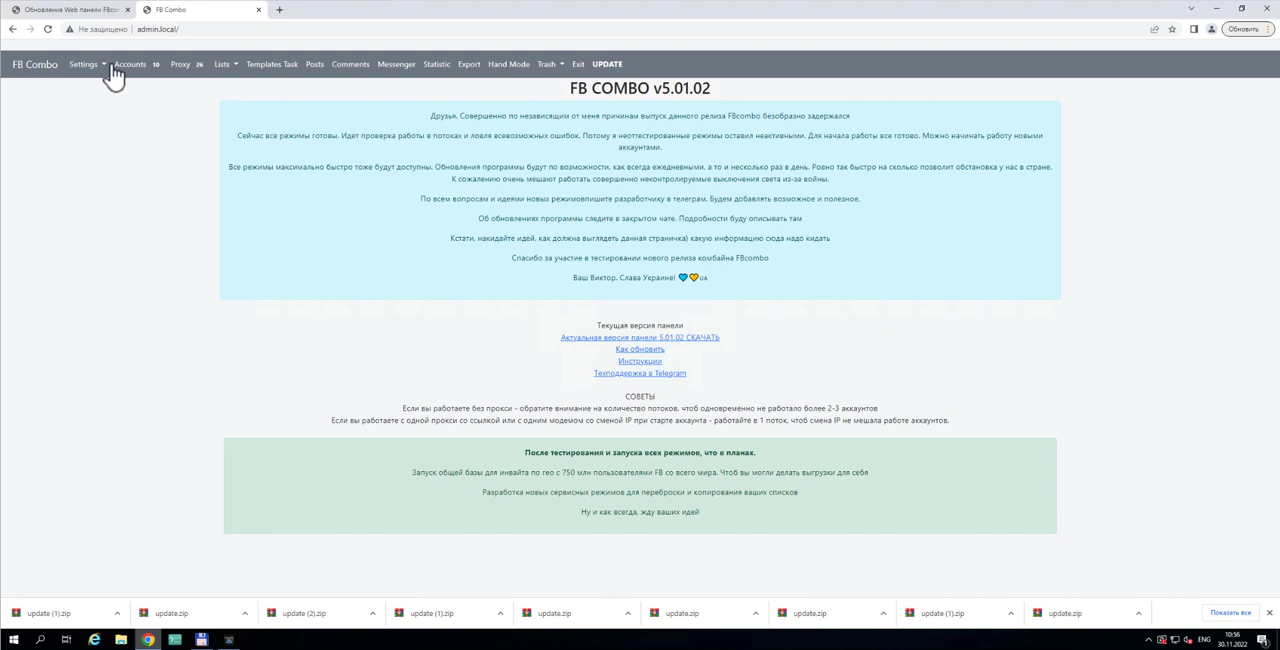 Обновление Web панели FBcom
FB Combo
Не защищено
admin.local/
Обновить
FB Combo
Settings
Accounts 10
Proxy 26
Lists
Templates Task
Posts
Comments
Messenger
Statistic
Export
Hand Mode
Trash
Exit
UPDATE
FB COMBO v5.01.02
Друзья. Совершенно по независящим от меня причинам выпуск данного релиза FBcombo безобразно задержался
Сейчас все режимы готовы. Идет проверка работы в потоках и ловля всевозможных ошибок. Потому я неоттестированные режимы оставил неактивными. Для начала работы все готово. Можно начинать работу новыми
аккаунтами.
Все режимы максимально быстро тоже будут доступны. Обновления программы будут по возможности, как всегда ежедневными, а то и несколько раз в день. Ровно так быстро на сколько позволит обстановка у нас в стране.
К сожалению очень мешают работать совершенно неконтролируемые выключения света из-за войны.
По всем вопросам и идеями новых режимовпишите разработчику в телеграм. Будем добавлять возможное и полезное.
Об обновлениях программы следите в закрытом чате. Подробности буду описывать там
Кстати, накидайте идей, как должна выглядеть данная страничка) какую информацию сюда надо кидать
Спасибо за участие в тестировании нового релиза комбайна FBcombo
Ваш Виктор. Слава Украине! 💙💛UA
Текущая версия панели
Актуальная версия панели 5.01.02 СКАЧАТЬ
Как обновить
Инструкции
Техподдержка в Telegram
СОВЕТЫ
Если вы работаете без прокси - обратите внимание на количество потоков, чтоб одновременно не работало более 2-3 аккаунтов
Если вы работаете с одной прокси со ссылкой или с одним модемом со сменой IP при старте аккаунта - работайте в 1 поток, чтоб смена IP не мешала работе аккаунтов.
После тестирования и запуска всех режимов, что в планах.
Запуск общей базы для инвайта по гео с 750 млн пользователями FB со всего мира. Чтоб вы могли делать выгрузки для себя
Разработка новых сервисных режимов для переброски и копирования ваших списков
Ну и как всегда, жду ваших идей
update (1).zip
update.zip
update (2).zip
update (1).zip
update.zip
update.zip
update.zip
update (1).zip
update.zip
Показать все
ENG
10:56
30.11.2022